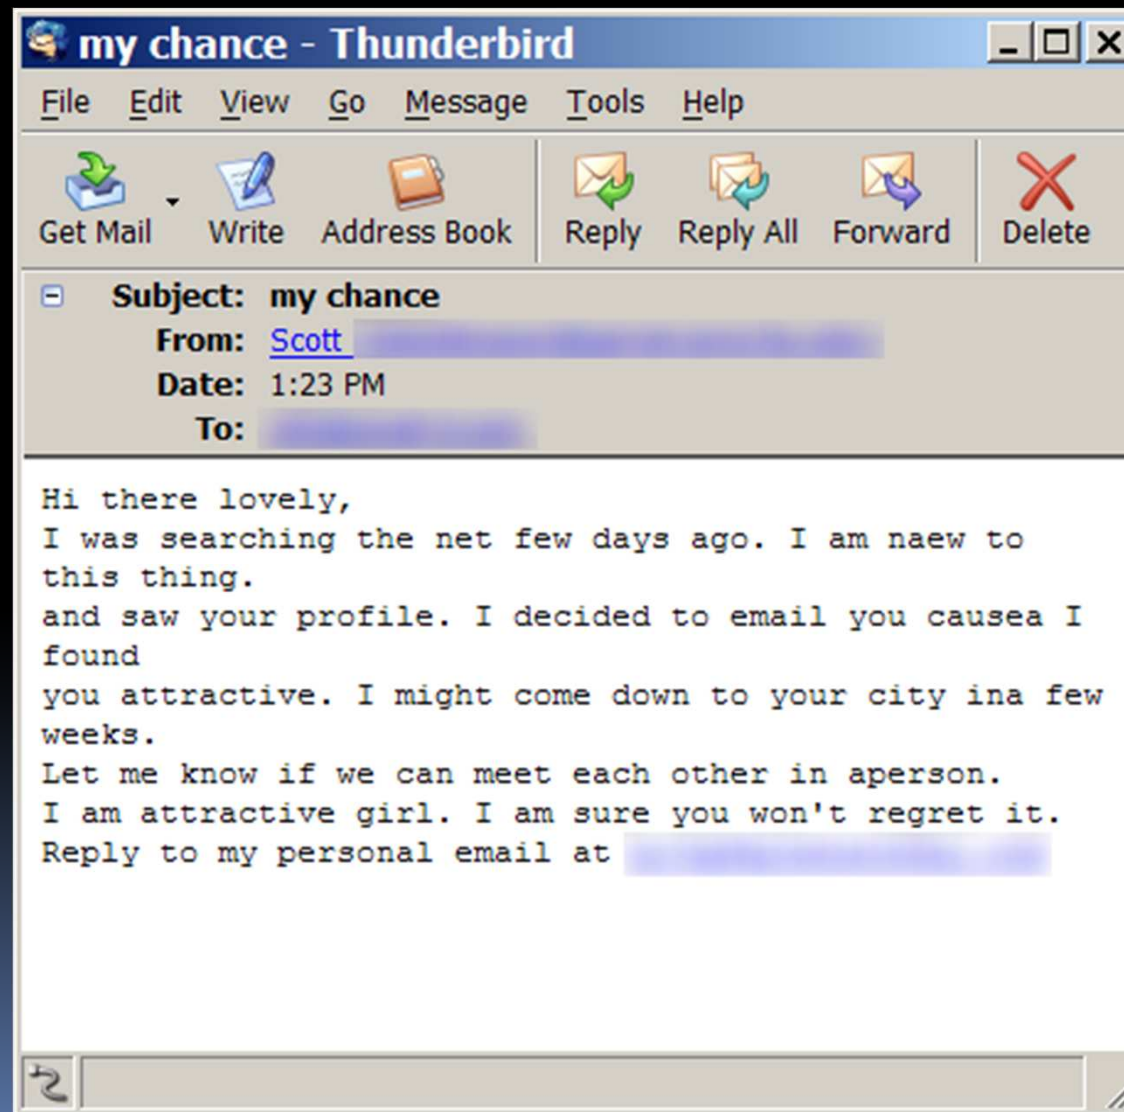 my chance - Thunderbird
File Edit View Go Message Tools Help
Get Mail Write Address Book Reply Reply All Forward Delete
Subject: my chance
From: Scott
Date: 1:23 PM
To:
Hi there lovely,
I was searching the net few days ago. I am naew to
this thing.
and saw your profile. I decided to email you causea I
found
you attractive. I might come down to your city ina few
weeks.
Let me know if we can meet each other in aperson.
I am attractive girl. I am sure you won't regret it.
Reply to my personal email at